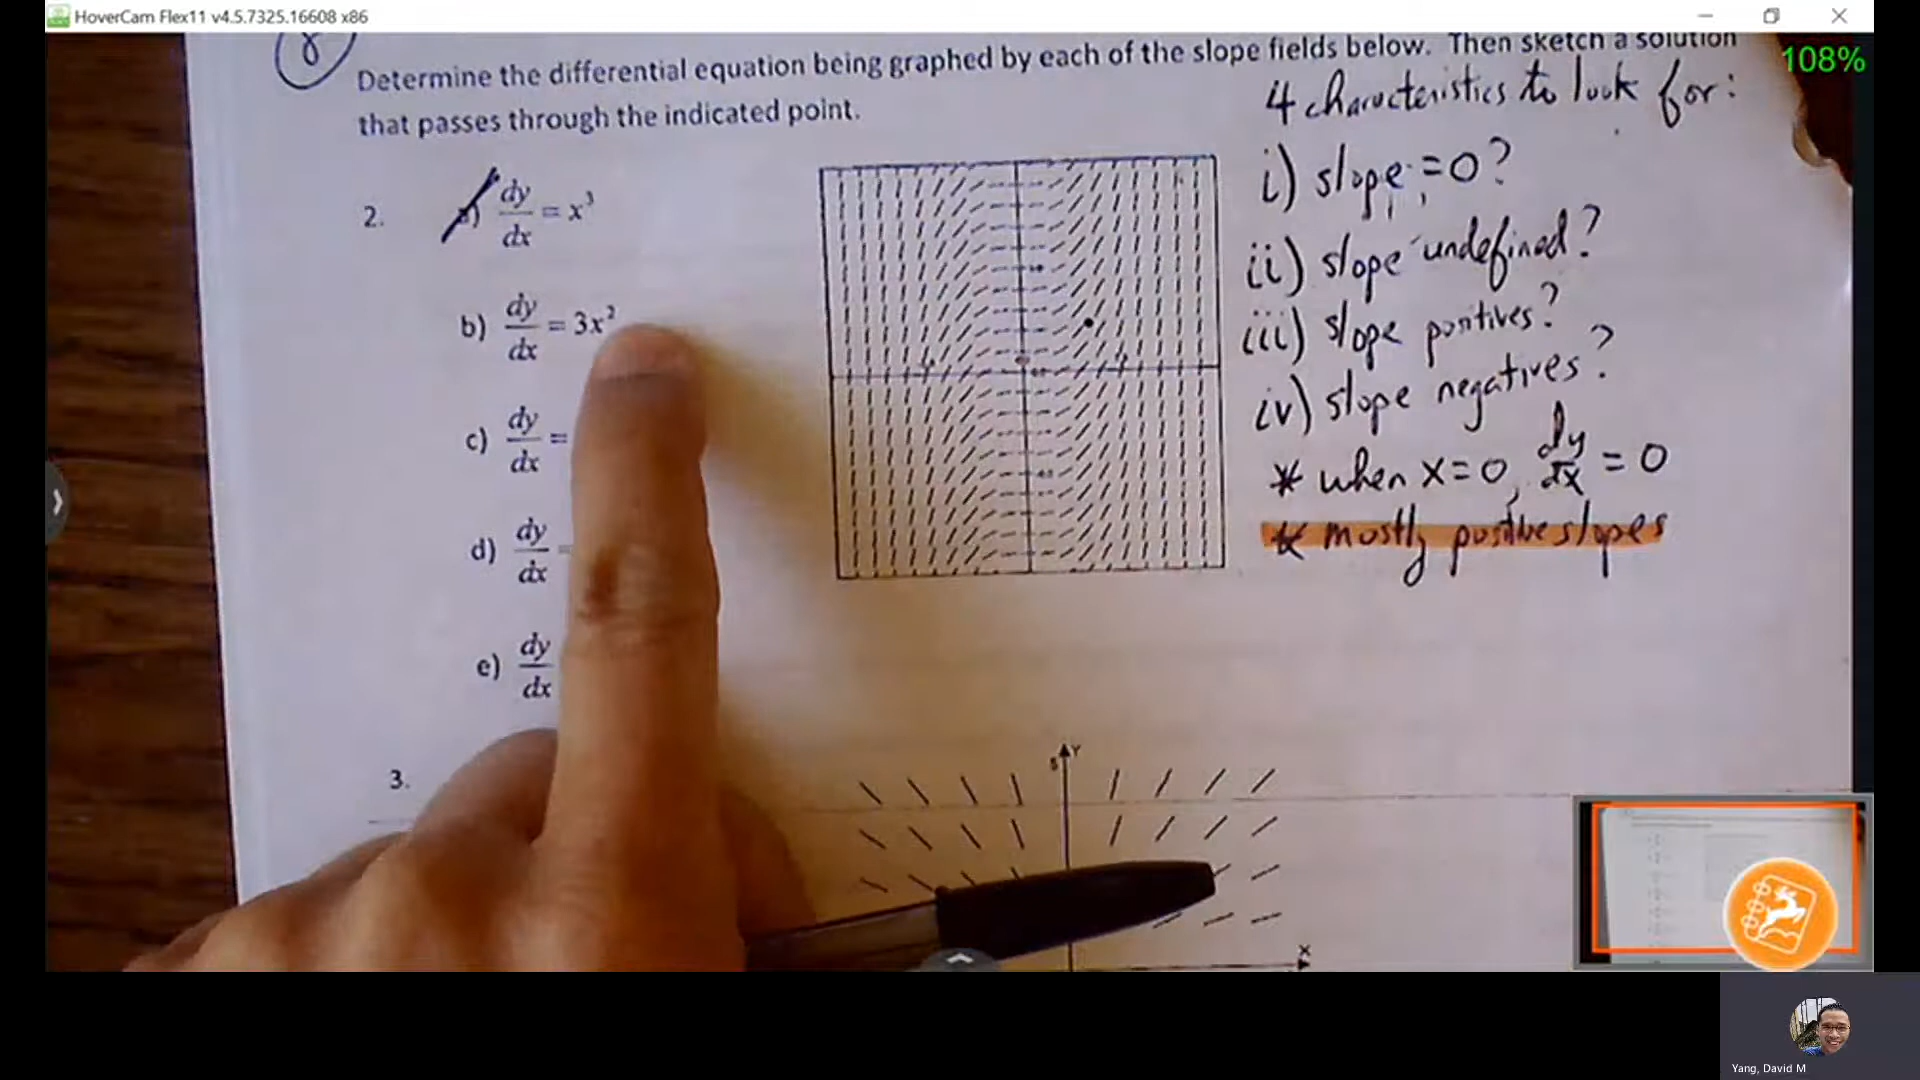 HoverCam Flex11 v4.5.7325.16608 x86
108%
8
Determine the differential equation being graphed by each of the slope fields below. Then sketch a solution
that passes through the indicated point.
4 characteristics to look for:
i) slope = 0?
ii) slope undefined?
iii) slope positives?
iv) slope negatives?
* when x=0, dy/dx = 0
* mostly positive slopes
2.
a) dy/dx = x³
b) dy/dx = 3x²
c) dy/dx =
d) dy/dx =
e) dy/dx
3.
5
Y
X
Yang, David M